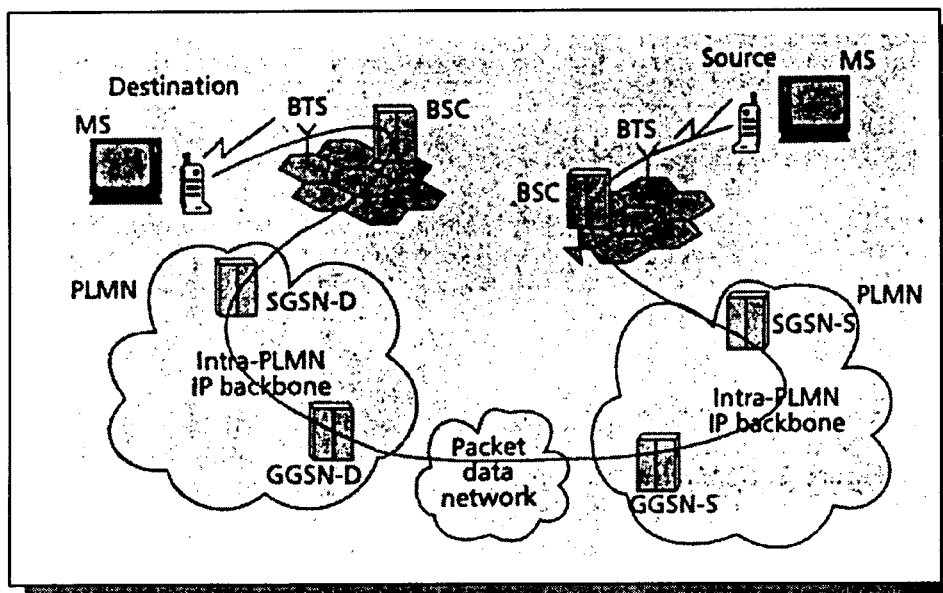 Source
MS
Destination
BTS
BSC
MS
BTS
BSC
PLMN
SGSN-D
PLMN
SGSN-S
Intra-PLMN
IP backbone
Intra-PLMN
IP backbone
Packet
data
network
GGSN-D
GGSN-S